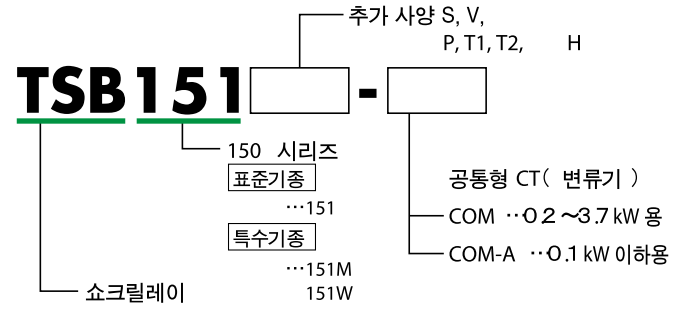 추가 사양 S, V,
P, T1, T2, H
TSB 151 -
150 시리즈
표준기종
…151
특수기종
…151M
151W
쇼크릴레이
공통형 CT( 변류기 )
COM …0.2~3.7 kW 용
COM-A …0.1 kW 이하용